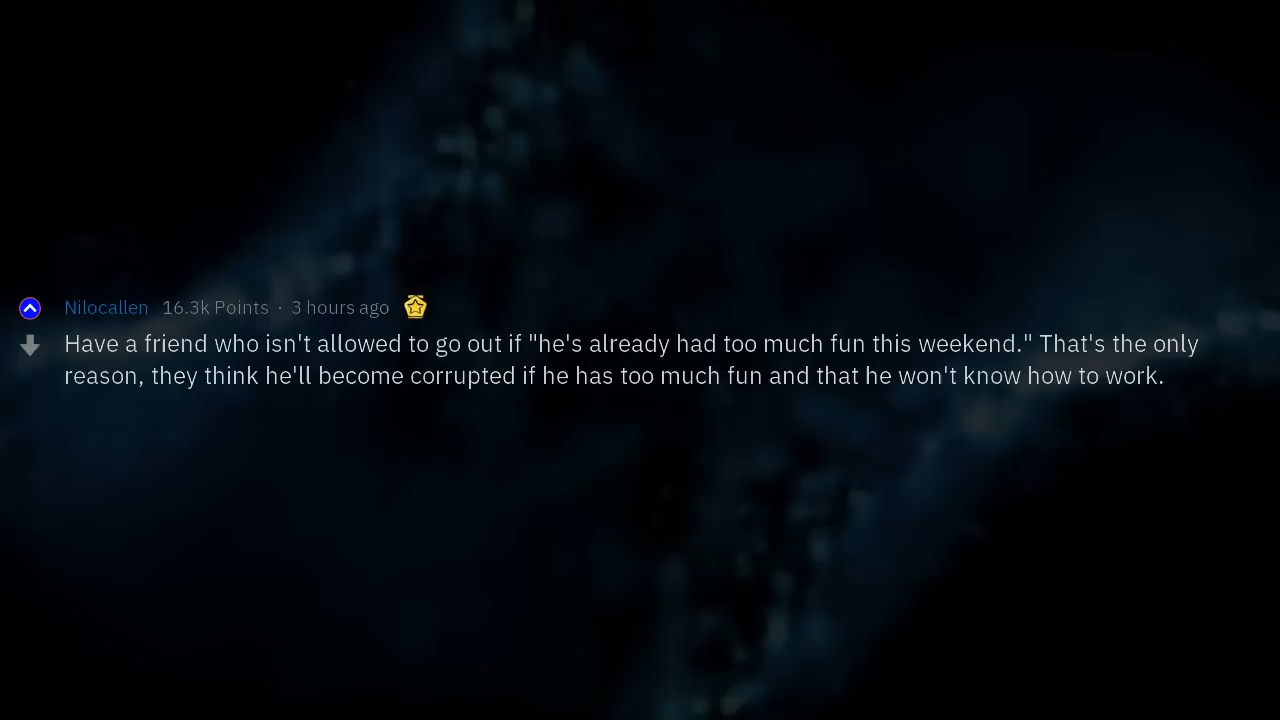 Nilocallen 16.3k Points · 3 hours ago
Have a friend who isn't allowed to go out if "he's already had too much fun this weekend." That's the only
reason, they think he'll become corrupted if he has too much fun and that he won't know how to work.